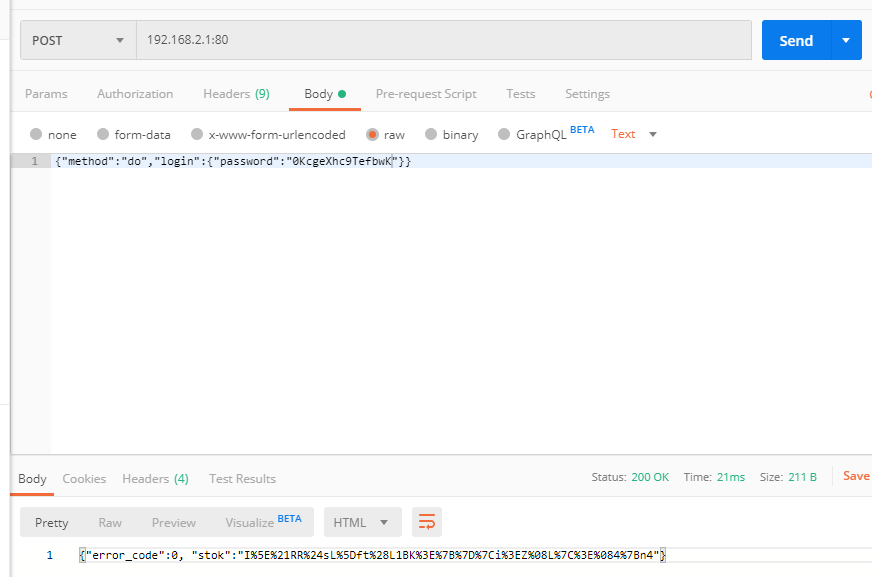 POST 192.168.2.1:80 Send
Params Authorization Headers (9) Body Pre-request Script Tests Settings
none form-data x-www-form-urlencoded raw binary GraphQL BETA Text
1 {"method":"do","login":{"password":"0KcgeXhc9TefbwK"}}
Body Cookies Headers (4) Test Results Status: 200 OK Time: 21ms Size: 211 B Save
Pretty Raw Preview Visualize BETA HTML
1 {"error_code":0, "stok":"I%5E%21RR%24sL%5Dft%28L1BK%3E%7B%7D%7Ci%3EZ%08L%7C%3E%084%7Bn4"}